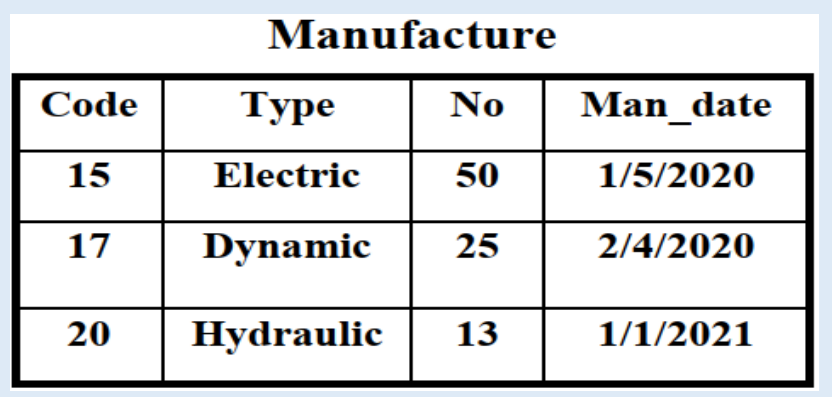 Manufacture
Code Type No Man_date
15 Electric 50 1/5/2020
17 Dynamic 25 2/4/2020
20 Hydraulic 13 1/1/2021